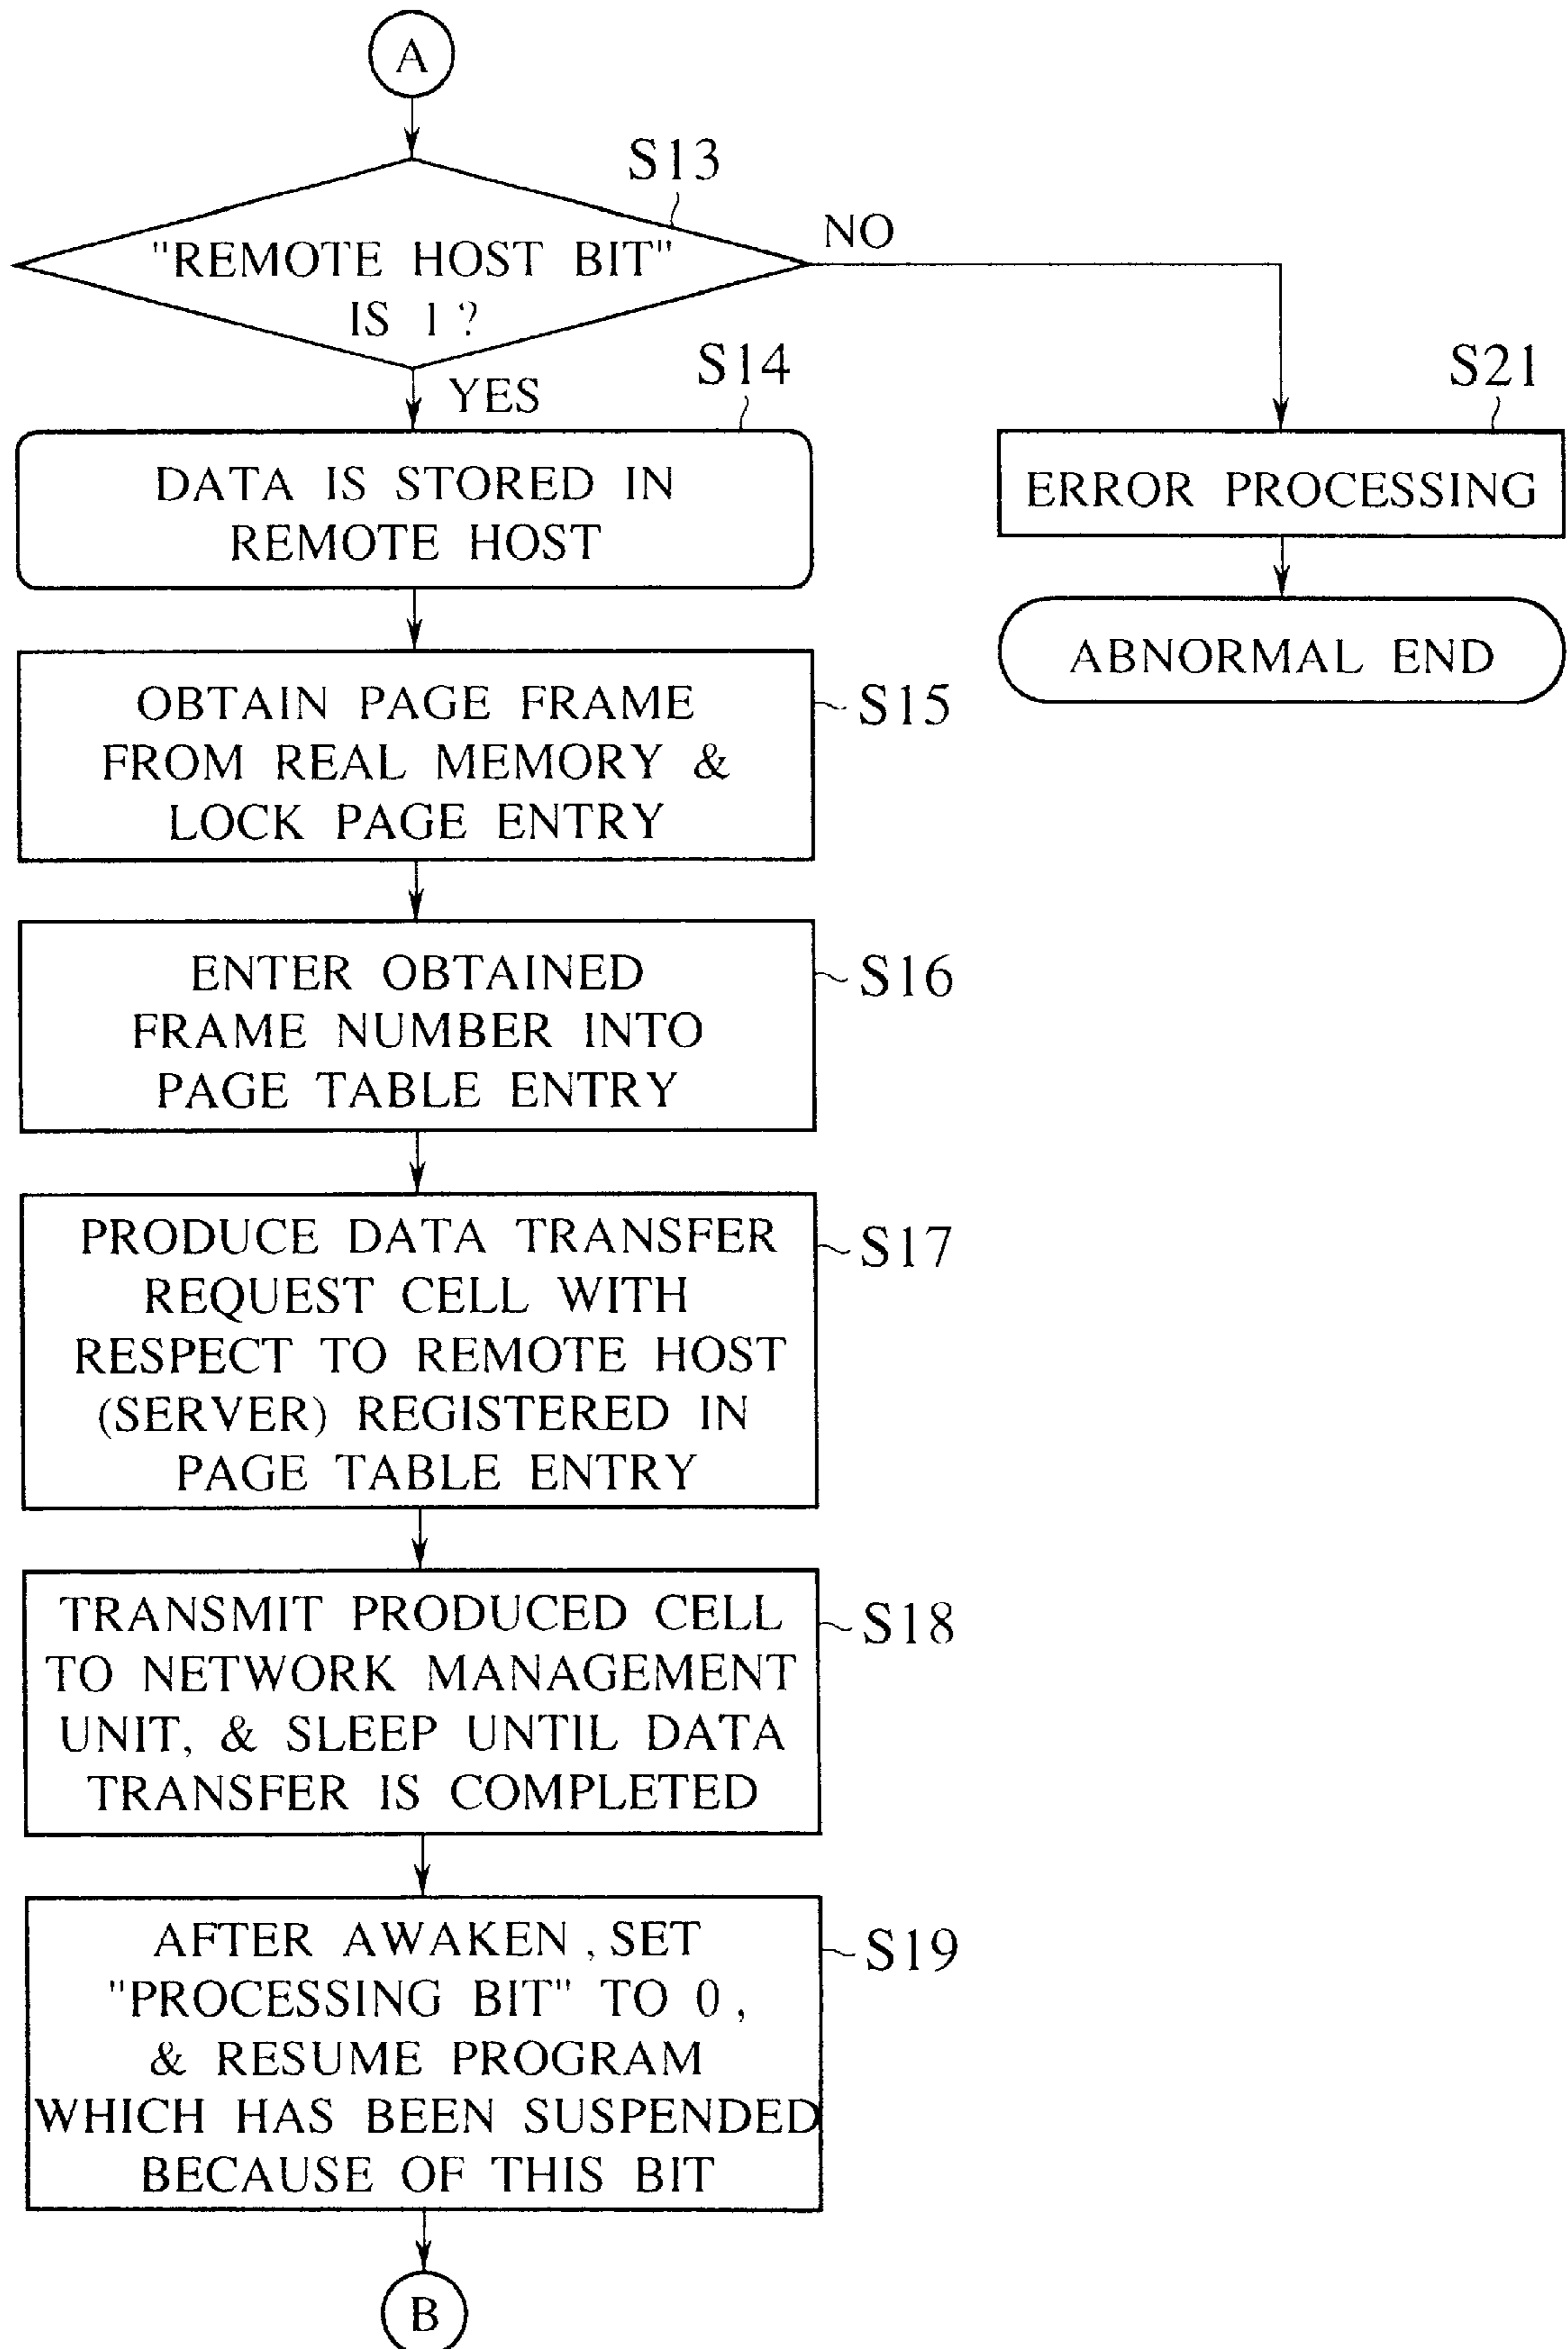 A
S13
"REMOTE HOST BIT"
IS 1 ?
NO
YES
S14
DATA IS STORED IN
REMOTE HOST
S21
ERROR PROCESSING
ABNORMAL END
OBTAIN PAGE FRAME
FROM REAL MEMORY &
LOCK PAGE ENTRY
S15
ENTER OBTAINED
FRAME NUMBER INTO
PAGE TABLE ENTRY
S16
PRODUCE DATA TRANSFER
REQUEST CELL WITH
RESPECT TO REMOTE HOST
(SERVER) REGISTERED IN
PAGE TABLE ENTRY
S17
TRANSMIT PRODUCED CELL
TO NETWORK MANAGEMENT
UNIT, & SLEEP UNTIL DATA
TRANSFER IS COMPLETED
S18
AFTER AWAKEN , SET
"PROCESSING BIT" TO 0 ,
& RESUME PROGRAM
WHICH HAS BEEN SUSPENDED
BECAUSE OF THIS BIT
S19
B